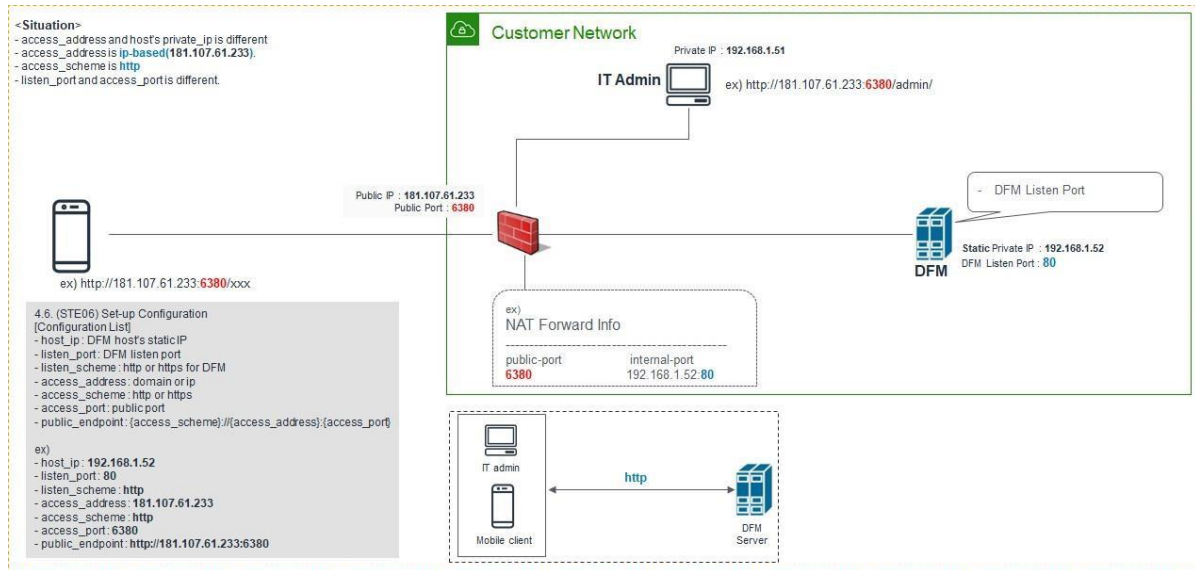 <Situation>
- access_address and host's private_ip is different
- access_address is ip-based(181.107.61.233).
- access_scheme is http
- listen_port and access_port is different.
Customer Network
Private IP : 192.168.1.51
IT Admin
ex) http://181.107.61.233:6380/admin/
Public IP : 181.107.61.233
Public Port : 6380
- DFM Listen Port
Static Private IP : 192.168.1.52
DFM Listen Port : 80
DFM
ex) http://181.107.61.233:6380/xxx
ex)
NAT Forward Info
public-port internal-port
6380 192.168.1.52:80
4.6. (STE06) Set-up Configuration
[Configuration List]
- host_ip : DFM host's static IP
- listen_port : DFM listen port
- listen_scheme : http or https for DFM
- access_address : domain or ip
- access_scheme : http or https
- access_port : public port
- public_endpoint : {access_scheme}://{access_address}:{access_port}
ex)
- host_ip : 192.168.1.52
- listen_port : 80
- listen_scheme : http
- access_address : 181.107.61.233
- access_scheme : http
- access_port : 6380
- public_endpoint : http://181.107.61.233:6380
IT admin
http
Mobile client
DFM
Server